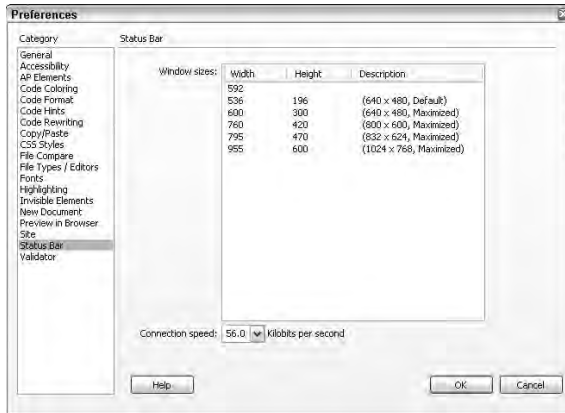 Preferences
Category
Status Bar
General
Accessibility
AP Elements
Code Coloring
Code Format
Code Hints
Code Rewriting
Copy/Paste
CSS Styles
File Compare
File Types / Editors
Fonts
Highlighting
Invisible Elements
New Document
Preview in Browser
Site
Status Bar
Validator
Window sizes:
Width Height Description
592
536 196 (640 x 480, Default)
600 300 (640 x 480, Maximized)
760 420 (800 x 600, Maximized)
795 470 (832 x 624, Maximized)
955 600 (1024 x 768, Maximized)
Connection speed: 56.0 Kilobits per second
Help OK Cancel